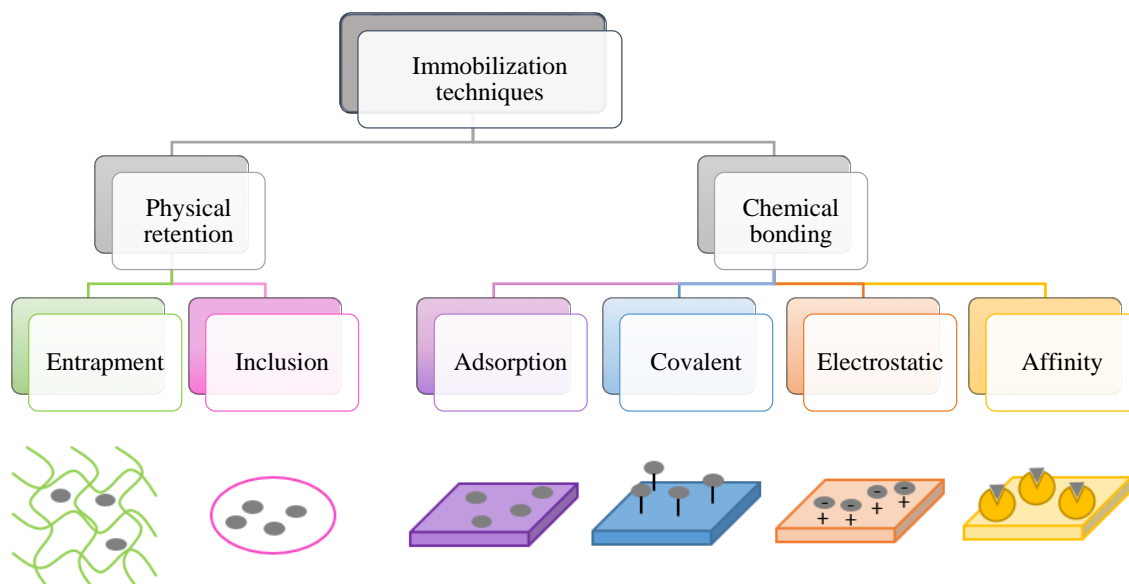 Immobilization
techniques
Physical
retention
Chemical
bonding
Entrapment
Inclusion
Adsorption
Covalent
Electrostatic
Affinity
- - - -
+ + + +